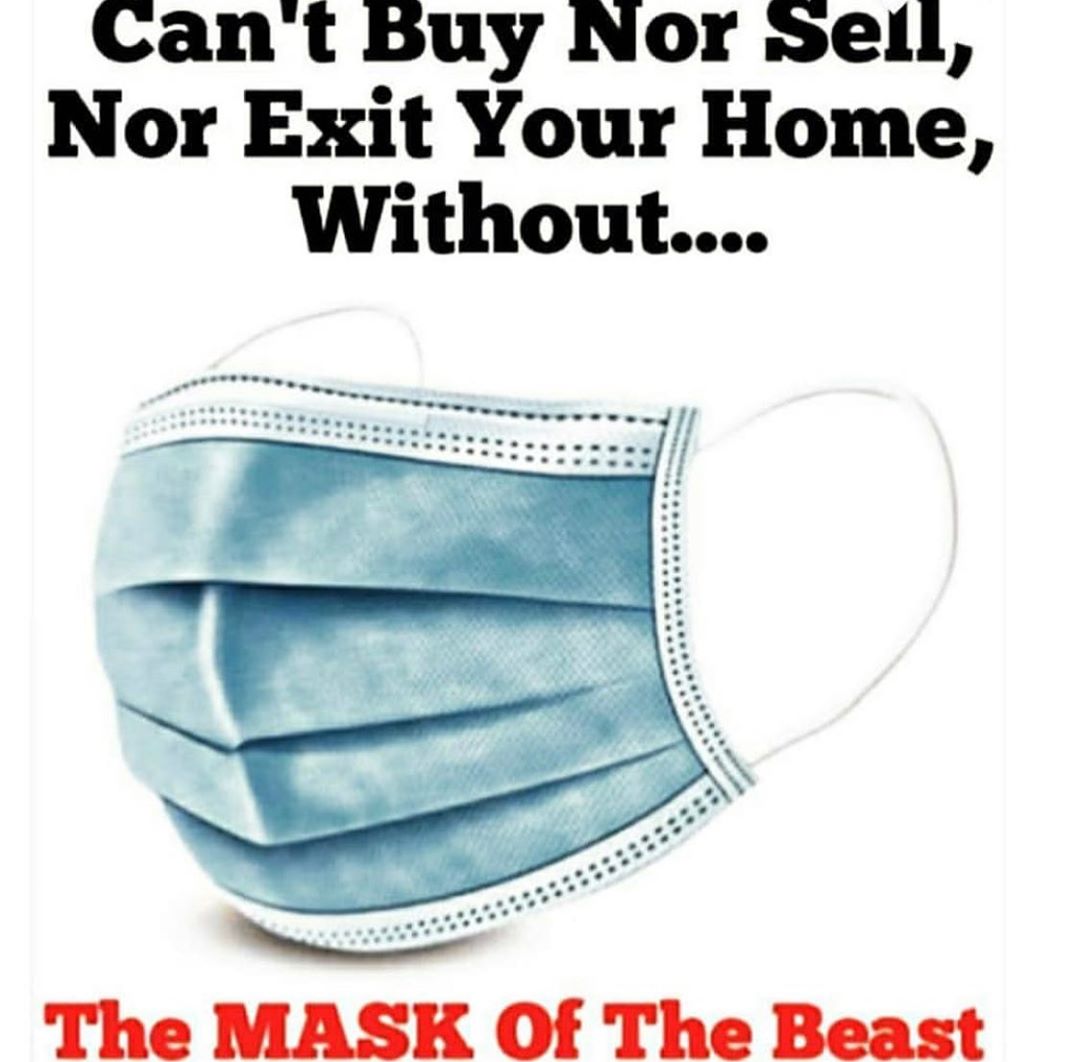 Can't Buy Nor Sell,
Nor Exit Your Home,
Without....
The MASK Of The Beast